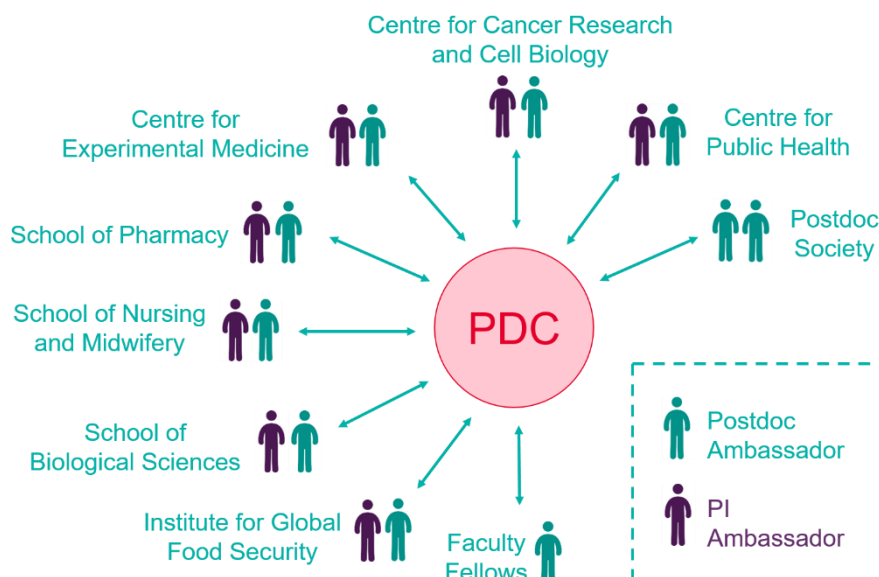 Centre for Cancer Research
and Cell Biology
Centre for
Experimental Medicine
Centre for
Public Health
School of Pharmacy
Postdoc
Society
School of Nursing
and Midwifery
PDC
School of
Biological Sciences
Institute for Global
Food Security
Faculty
Fellows
Postdoc
Ambassador
PI
Ambassador